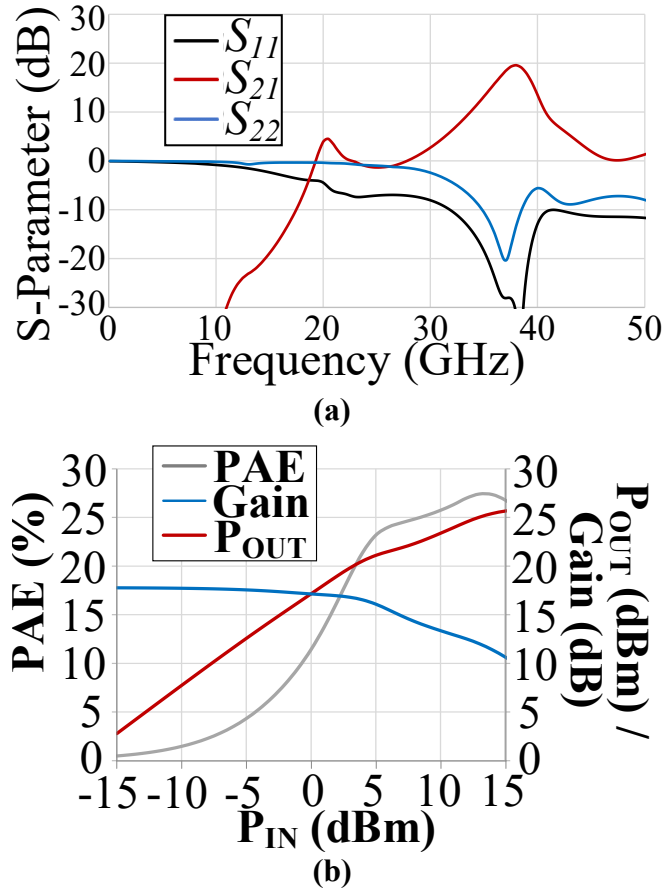 S-Parameter (dB)
30
20
10
0
-10
-20
-30
S11
S21
S22
0
10
20
30
40
50
Frequency (GHz)
(a)
PAE (%)
30
25
20
15
10
5
0
PAE
Gain
POUT
30
25
20
15
10
5
0
POUT (dBm) /
Gain (dB)
-15
-10
-5
0
5
10
15
PIN (dBm)
(b)